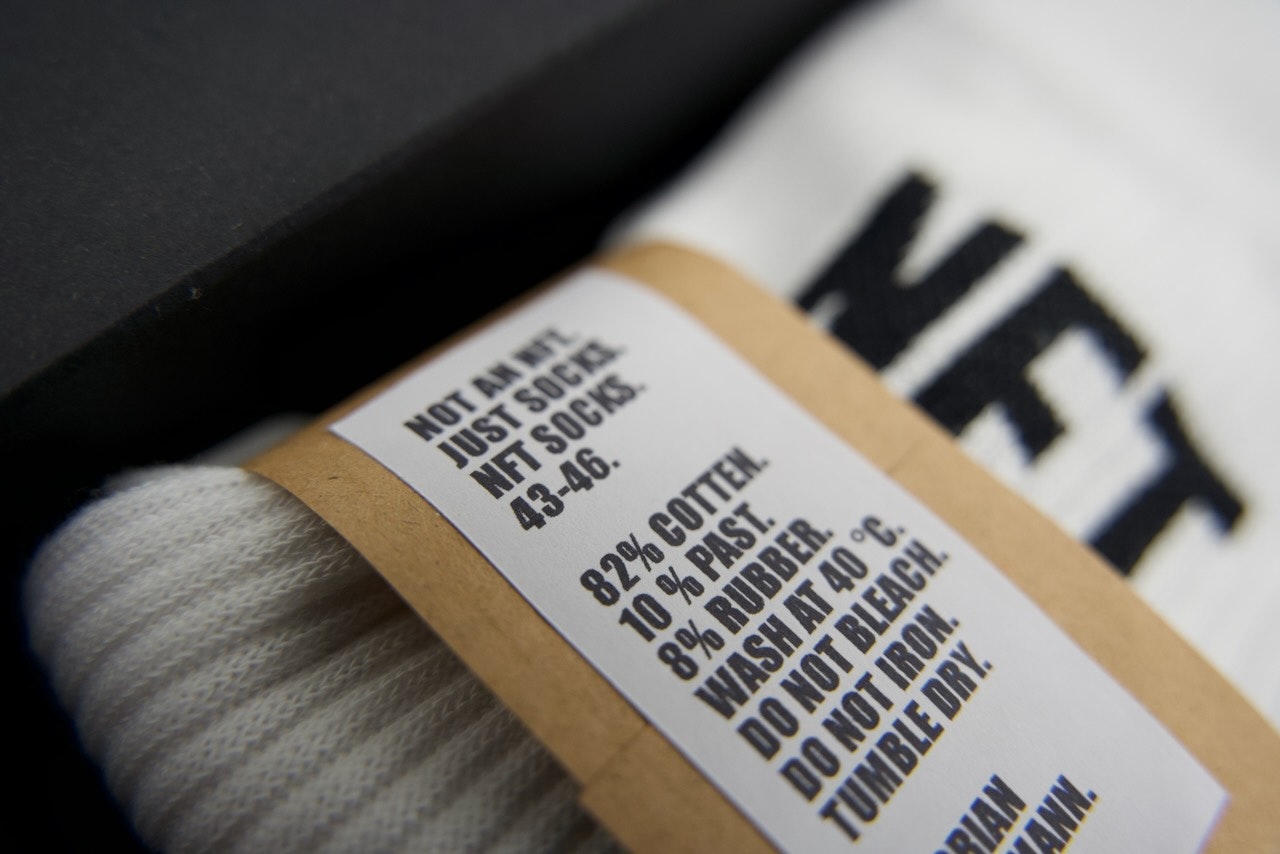 NOT AN NFT.
JUST SOCKS.
NFT SOCKS.
43-46.
82% COTTEN.
10 % PAST.
8% RUBBER.
WASH AT 40 °C.
DO NOT BLEACH.
DO NOT IRON.
TUMBLE DRY.
NFT